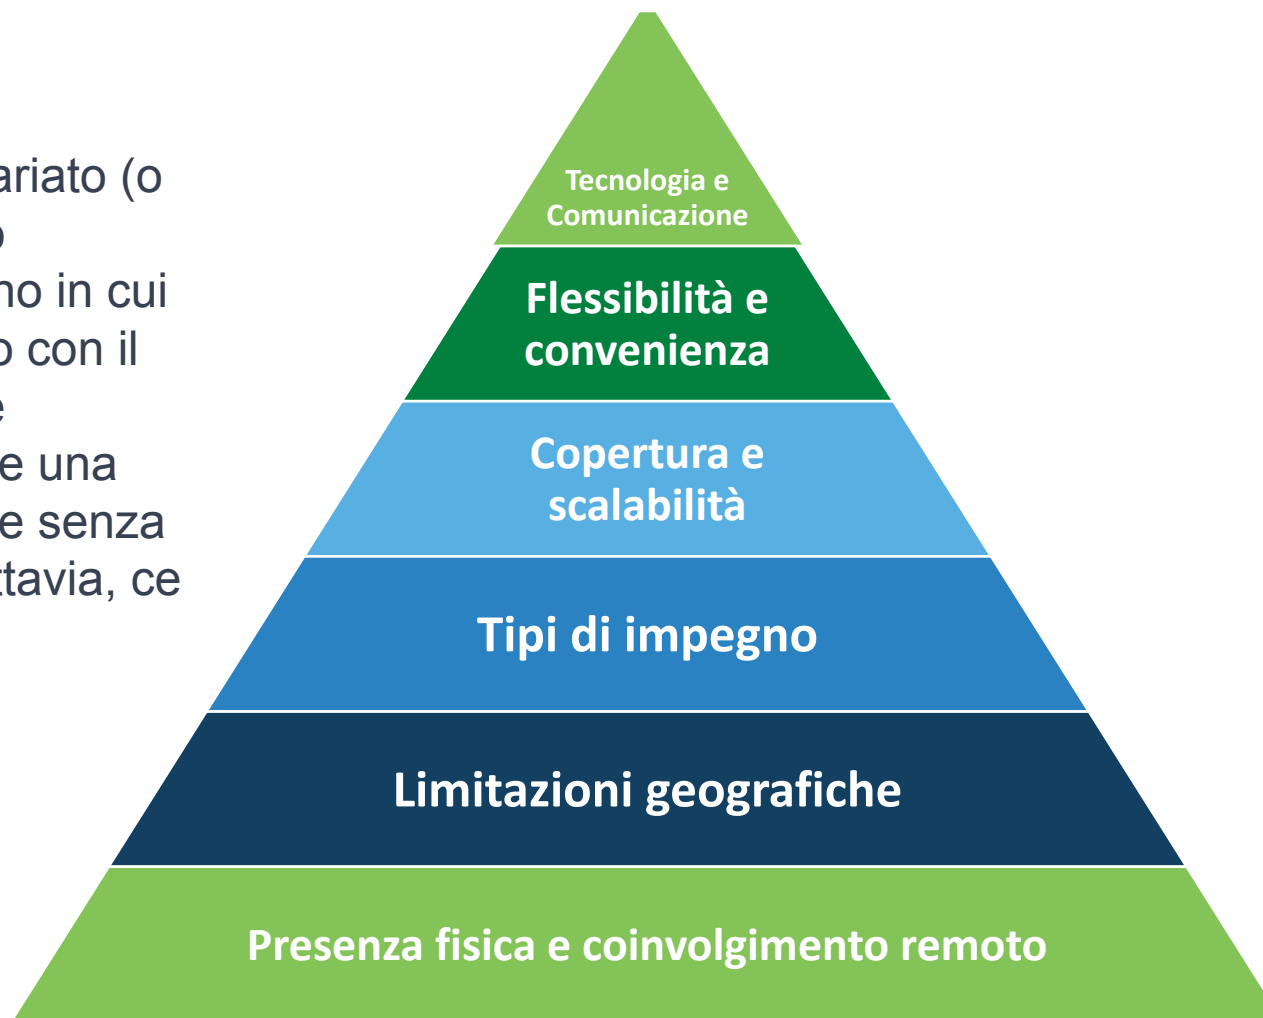 ariato (o
o
no in cui
o con il
e
e una
e senza
ttavia, ce
Tecnologia e
Comunicazione
Flessibilità e
convenienza
Copertura e
scalabilità
Tipi di impegno
Limitazioni geografiche
Presenza fisica e coinvolgimento remoto